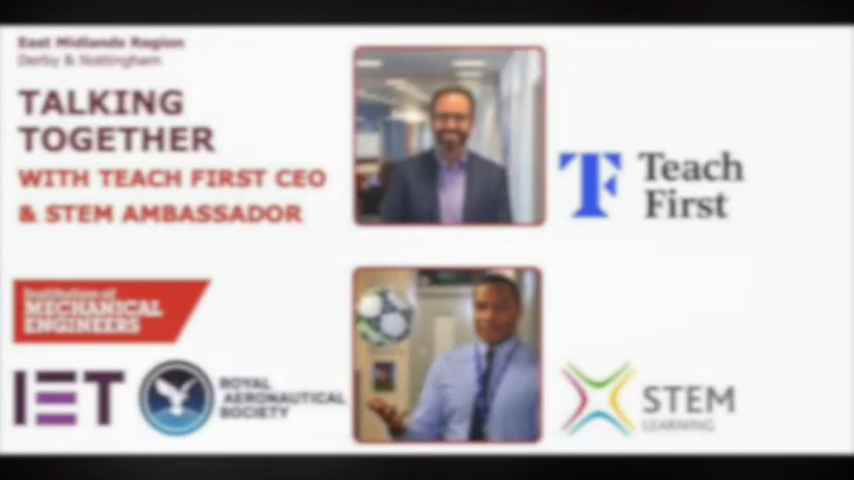 East Midlands Region
Derby & Nottingham
TALKING
TOGETHER
WITH TEACH FIRST CEO
& STEM AMBASSADOR
Teach
First
Institution of
MECHANICAL
ENGINEERS
IET
ROYAL
AERONAUTICAL
SOCIETY
STEM
LEARNING